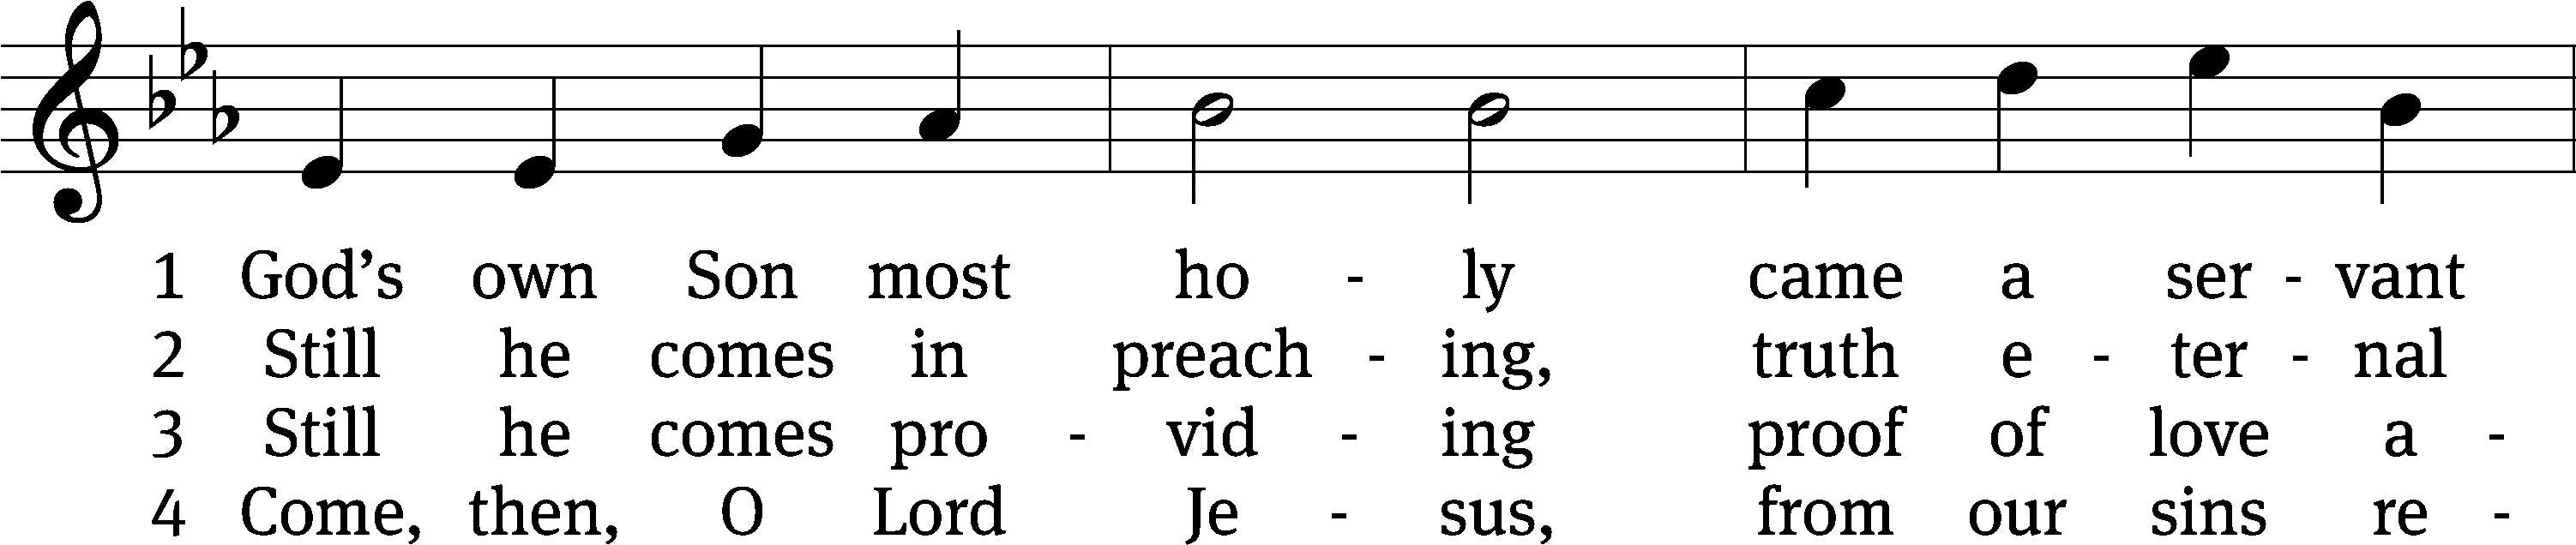 1 God’s own Son most ho - ly came a ser - vant
2 Still he comes in preach - ing, truth e - ter - nal
3 Still he comes pro - vid - ing proof of love a -
4 Come, then, O Lord Je - sus, from our sins re -